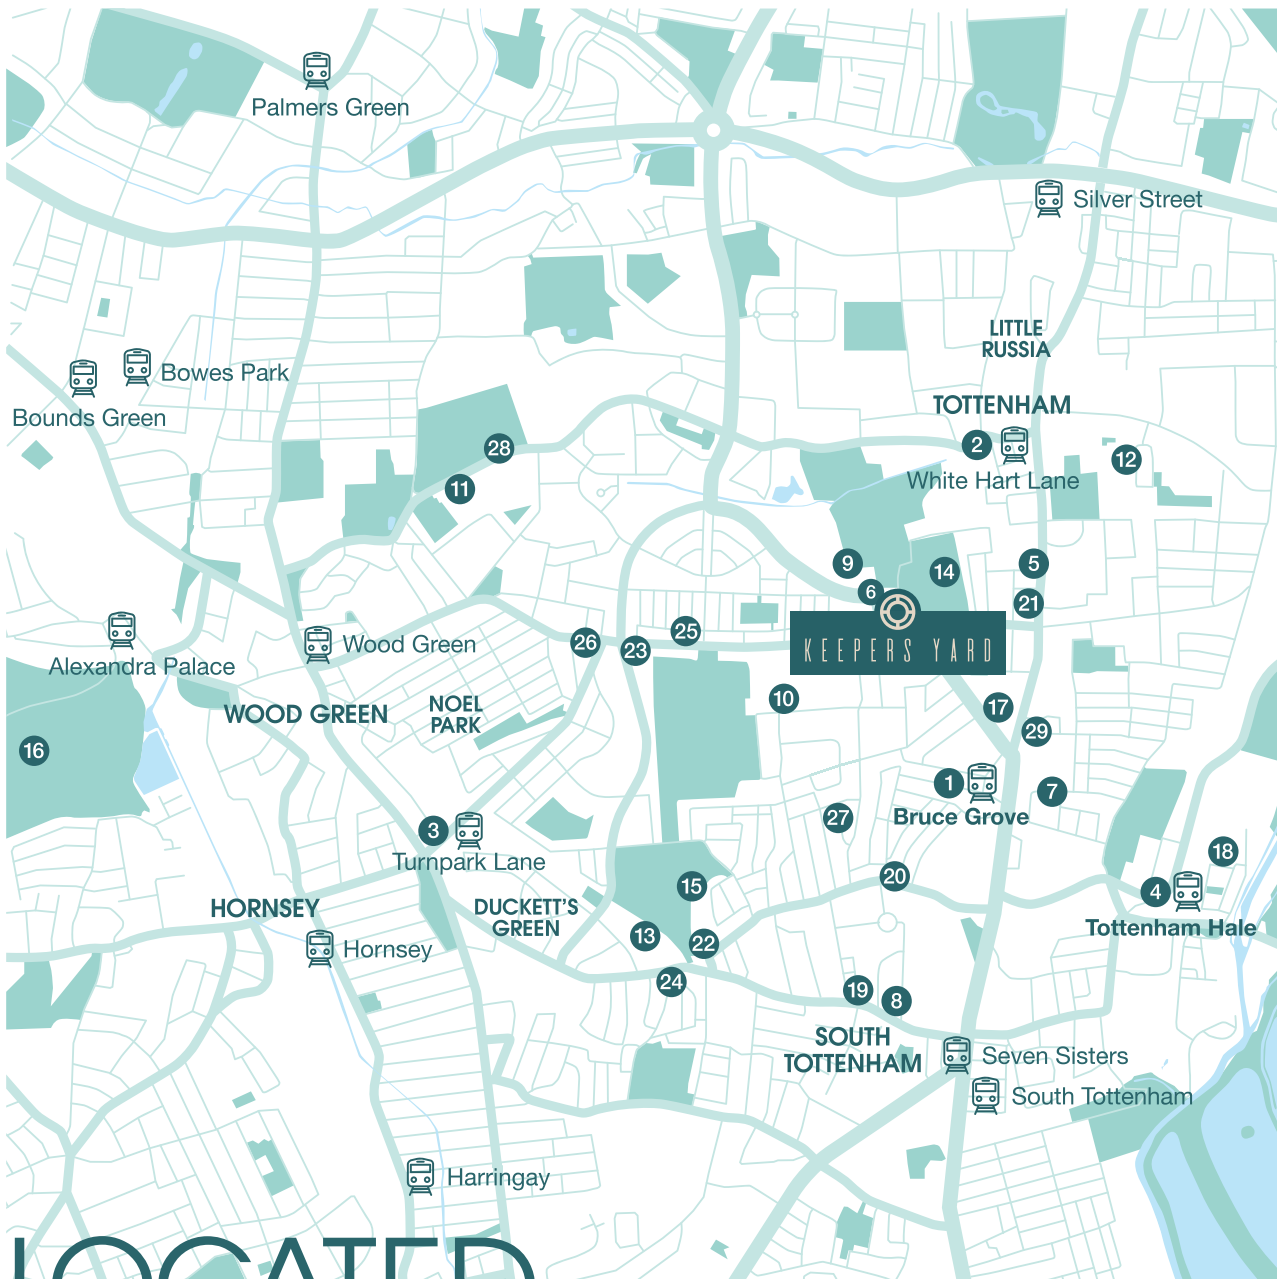 Palmers Green
Silver Street
LITTLE
RUSSIA
Bowes Park
Bounds Green
TOTTENHAM
2
12
28
White Hart Lane
11
9
14
5
6
21
Alexandra Palace
Wood Green
26
23
25
KEEPERS YARD
WOOD GREEN
NOEL
PARK
10
17
29
16
1
7
Bruce Grove
3
27
Turnpark Lane
18
15
20
4
HORNSEY
DUCKETT'S
GREEN
Tottenham Hale
13
22
Hornsey
24
19
8
SOUTH
TOTTENHAM
Seven Sisters
South Tottenham
Harringay
LOCATED